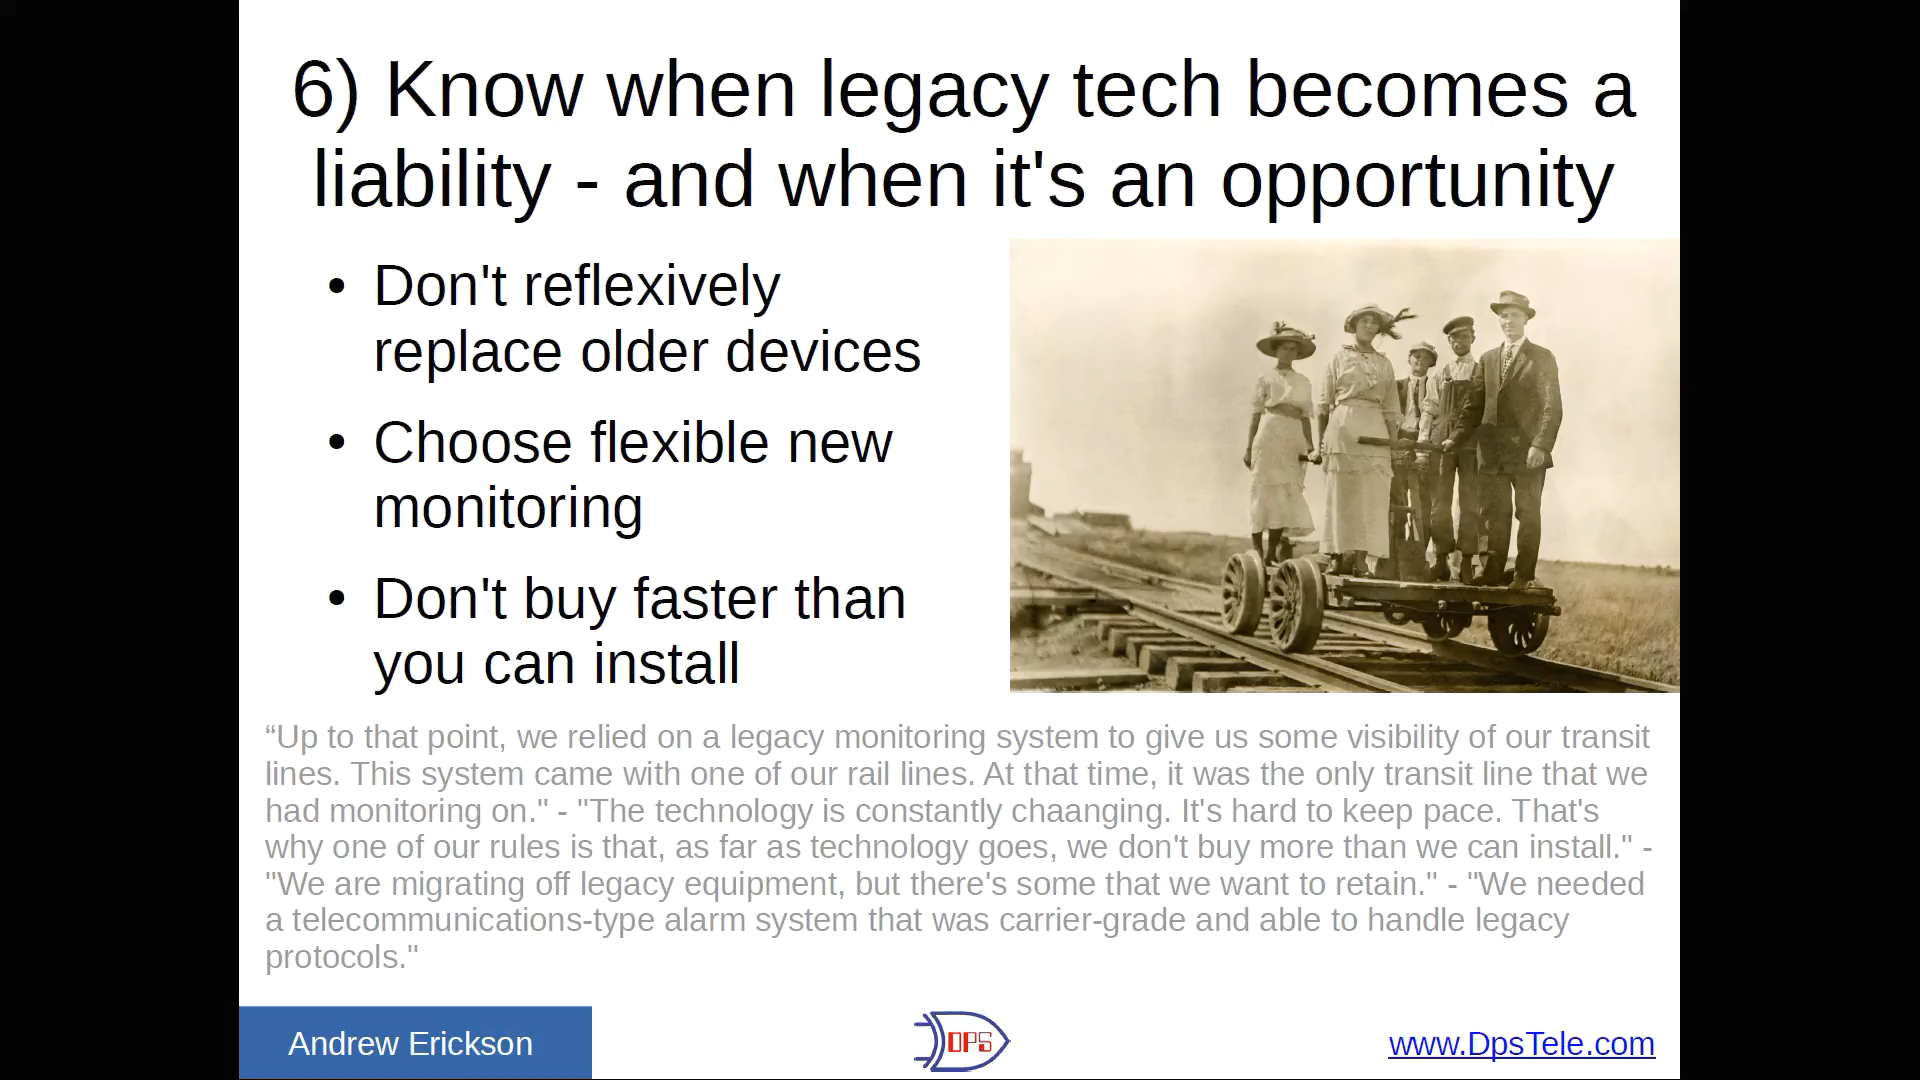 6) Know when legacy tech becomes a
liability - and when it's an opportunity
• Don't reflexively
replace older devices
• Choose flexible new
monitoring
• Don't buy faster than
you can install
“Up to that point, we relied on a legacy monitoring system to give us some visibility of our transit
lines. This system came with one of our rail lines. At that time, it was the only transit line that we
had monitoring on." - "The technology is constantly chaanging. It's hard to keep pace. That's
why one of our rules is that, as far as technology goes, we don't buy more than we can install." -
"We are migrating off legacy equipment, but there's some that we want to retain." - "We needed
a telecommunications-type alarm system that was carrier-grade and able to handle legacy
protocols."
Andrew Erickson
DPS
www.DpsTele.com